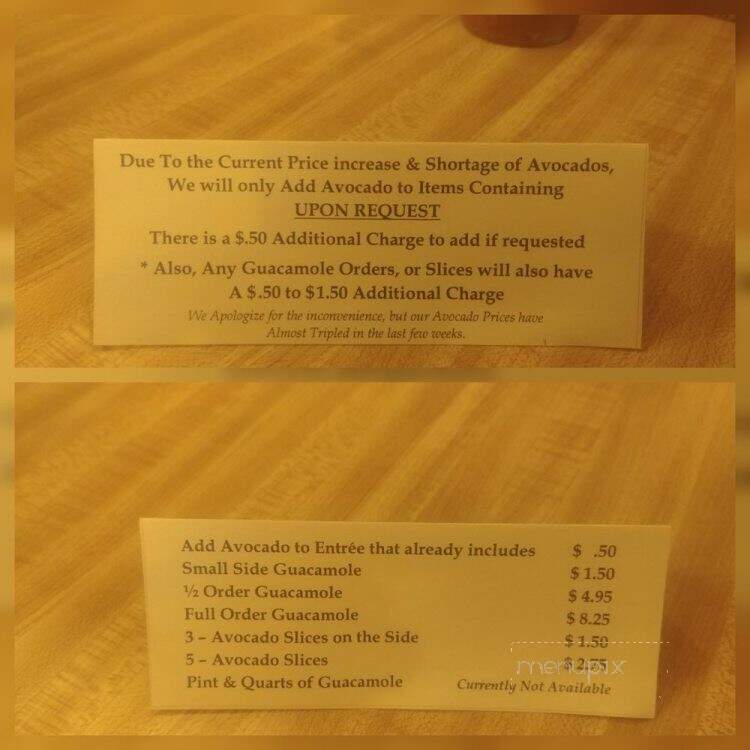 Due To the Current Price increase & Shortage of Avocados,
We will only Add Avocado to Items Containing
UPON REQUEST
There is a $.50 Additional Charge to add if requested
* Also, Any Guacamole Orders, or Slices will also have
A $.50 to $1.50 Additional Charge
We Apologize for the inconvenience, but our Avocado Prices have
Almost Tripled in the last few weeks.
Add Avocado to Entrée that already includes $ .50
Small Side Guacamole $ 1.50
½ Order Guacamole $ 4.95
Full Order Guacamole $ 8.25
3 – Avocado Slices on the Side $ 1.50
5 – Avocado Slices $ 2.75
Pint & Quarts of Guacamole Currently Not Available
menupix